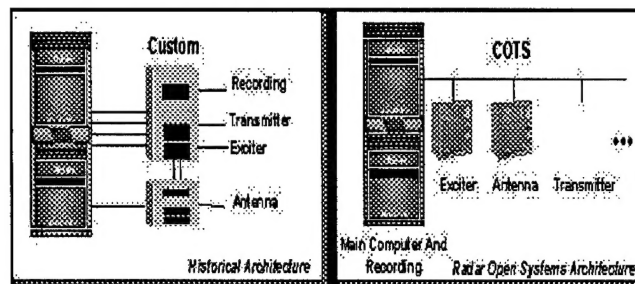 Custom
Recording
Transmitter
Exciter
Antenna
Historical Architecture
COTS
Exciter Antenna Transmitter
Main Computer And
Recording
Radar Open Systems Architecture